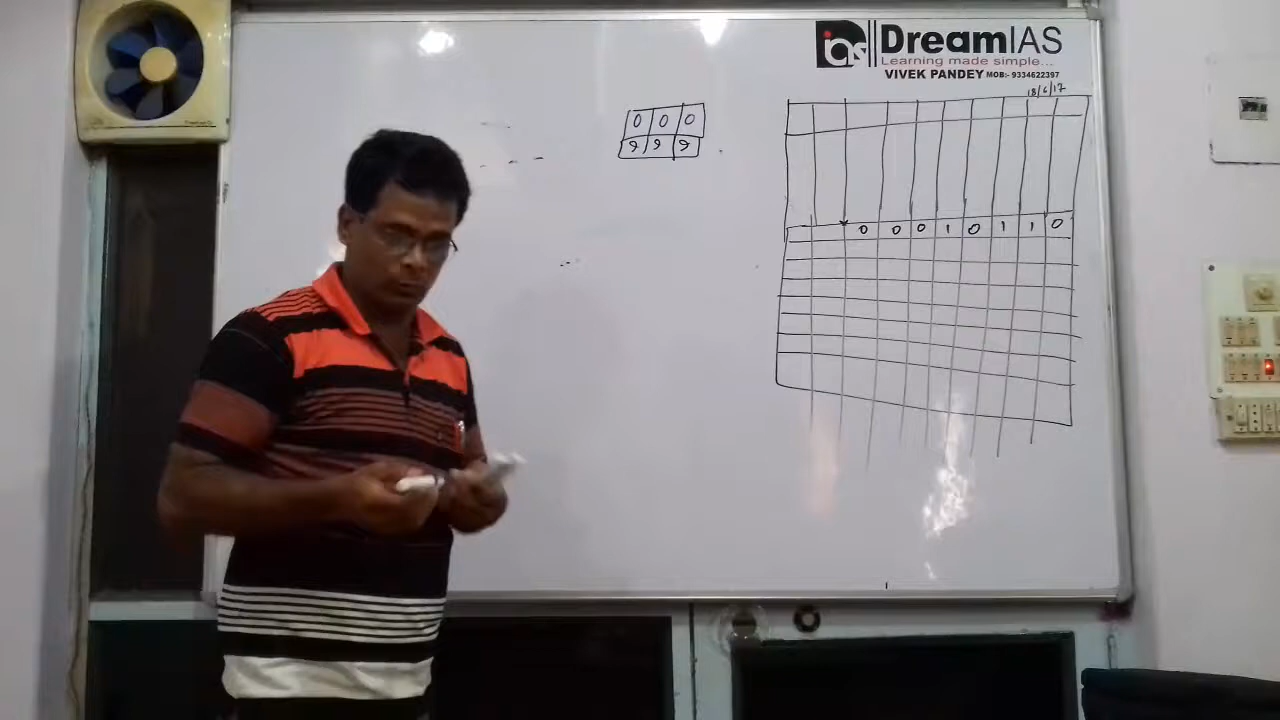 DreamIAS
Learning made simple...
VIVEK PANDEY MOB:- 9334622397
18/6/17
0 0 0
9 9 9
0 0 0 1 0 1 1 0